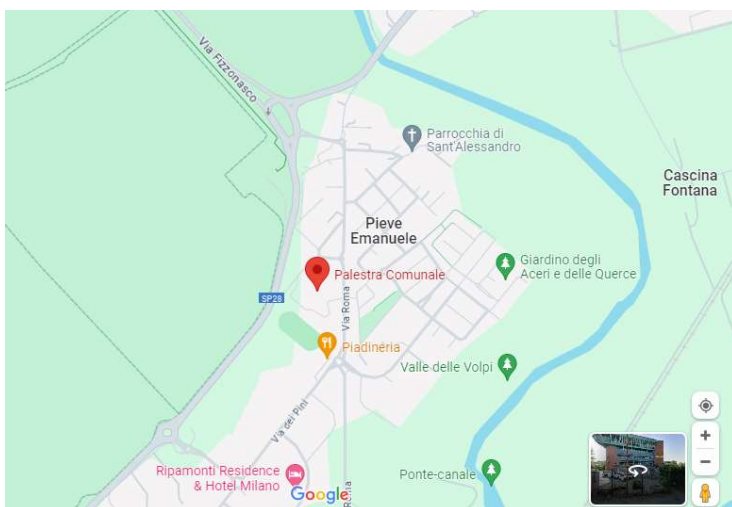 Via Fizzonasco
Parrocchia di
Sant'Alessandro
Cascina
Fontana
Pieve
Emanuele
Giardino degli
Aceri e delle Querce
Palestra Comunale
SP28
Via Roma
Piadineria
Valle delle Volpi
Via dei Pini
Ripamonti Residence
& Hotel Milano
Ponte-canale
Google
Roma